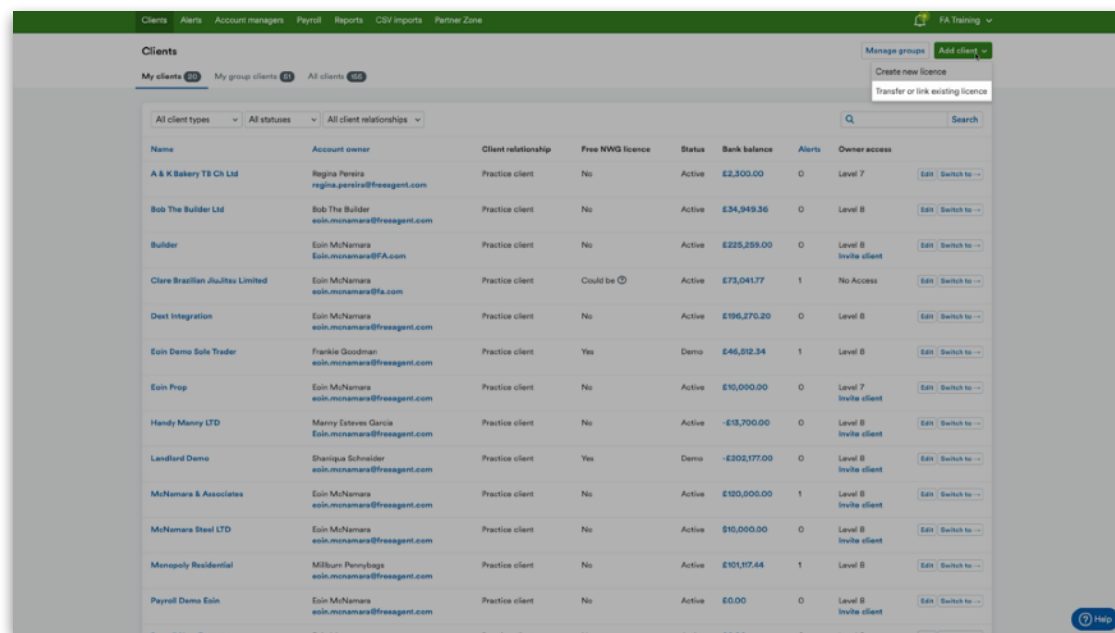 Clients Alerts Account managers Payroll Reports CSV imports Partner Zone FA Training
Clients Manage groups Add client
Create new licence
My clients 20 My group clients 61 All clients
Transfer or link existing licence
All client types All statuses All client relationships Search
Name Account owner Client relationship Free NWG licence Status Bank balance Alerts Owner access
A & K Bakery TB Ch Ltd Regina Pereira Practice client No Active £2,300.00 0 Level 7 Edit Switch to →
regina.pereira@freeagent.com
Bob The Builder Ltd Bob The Builder Practice client No Active £34,949.36 0 Level 8 Edit Switch to →
eoin.mcnamara@freeagent.com
Builder Eoin McNamara Practice client No Active £225,259.00 0 Level 8 Edit Switch to →
Eoin.mcnamara@FA.com Invite client
Clare Brazilian JiuJitsu Limited Eoin McNamara Practice client Could be ? Active £73,041.77 1 No Access Edit Switch to →
eoin.mcnamara@fa.com
Dext Integration Eoin McNamara Practice client No Active £196,270.20 0 Level 8 Edit Switch to →
eoin.mcnamara@freeagent.com
Eoin Demo Sole Trader Frankie Goodman Practice client Yes Demo £46,512.34 1 Level 8 Edit Switch to →
eoin.mcnamara@freeagent.com
Eoin Prop Eoin McNamara Practice client No Active £10,000.00 0 Level 7 Edit Switch to →
eoin.mcnamara@freeagent.com Invite client
Handy Manny LTD Manny Esteves Garcia Practice client No Active -£13,700.00 0 Level 8 Edit Switch to →
Eoin.mcnamara@freeagent.com Invite client
Landlord Demo Shaniqua Schneider Practice client Yes Demo -£202,177.00 0 Level 8 Edit Switch to →
eoin.mcnamara@freeagent.com Invite client
McNamara & Associates Eoin McNamara Practice client No Active £120,000.00 1 Level 8 Edit Switch to →
eoin.mcnamara@freeagent.com Invite client
McNamara Steel LTD Eoin McNamara Practice client No Active $10,000.00 0 Level 8 Edit Switch to →
eoin.mcnamara@freeagent.com Invite client
Monopoly Residential Millburn Pennybags Practice client No Active £101,117.44 1 Level 8 Edit Switch to →
eoin.mcnamara@freeagent.com
Payroll Demo Eoin Eoin McNamara Practice client No Active £0.00 0 Level 8 Edit Switch to →
eoin.mcnamara@freeagent.com Invite client
Help